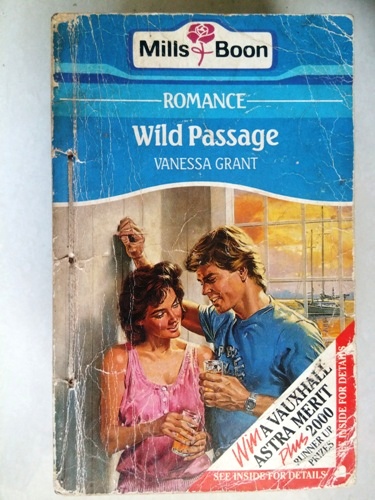 Mills & Boon
ROMANCE
Wild Passage
VANESSA GRANT
Win A VAUXHALL
ASTRA MERIT
Plus 2000
RUNNER UP
PRIZES
SEE INSIDE FOR DETAILS
SEE INSIDE FOR DETAILS